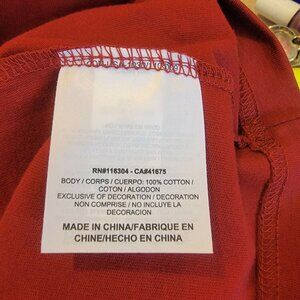 RN#116304 - CA#41675
BODY / CORPS / CUERPO: 100% COTTON /
COTON / ALGODON
EXCLUSIVE OF DECORATION / DECORATION
NON COMPRISE / NO INCLUYE LA
DECORACION
MADE IN CHINA/FABRIQUE EN
CHINE/HECHO EN CHINA